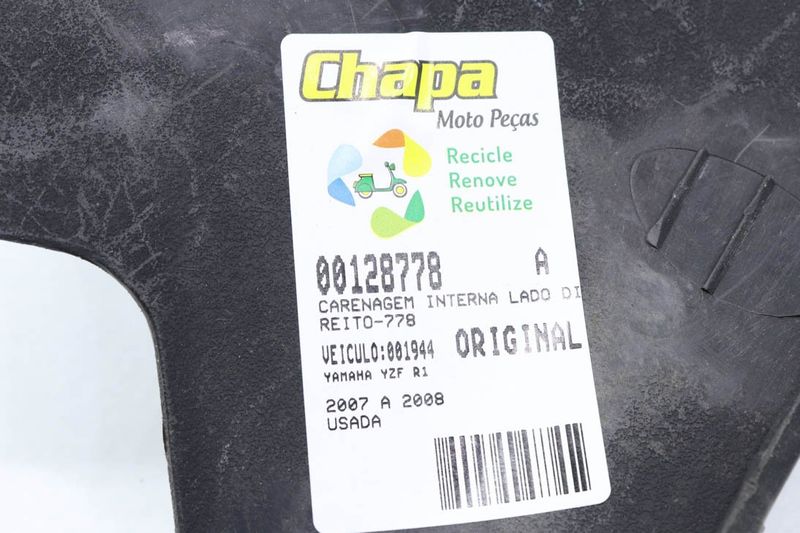 Chapa
Moto Peças
Recicle
Renove
Reutilize
00128778 A
CARENAGEM INTERNA LADO DI
REITO-778
VEICULO:001944 ORIGINAL
YAMAHA YZF R1
2007 A 2008
USADA